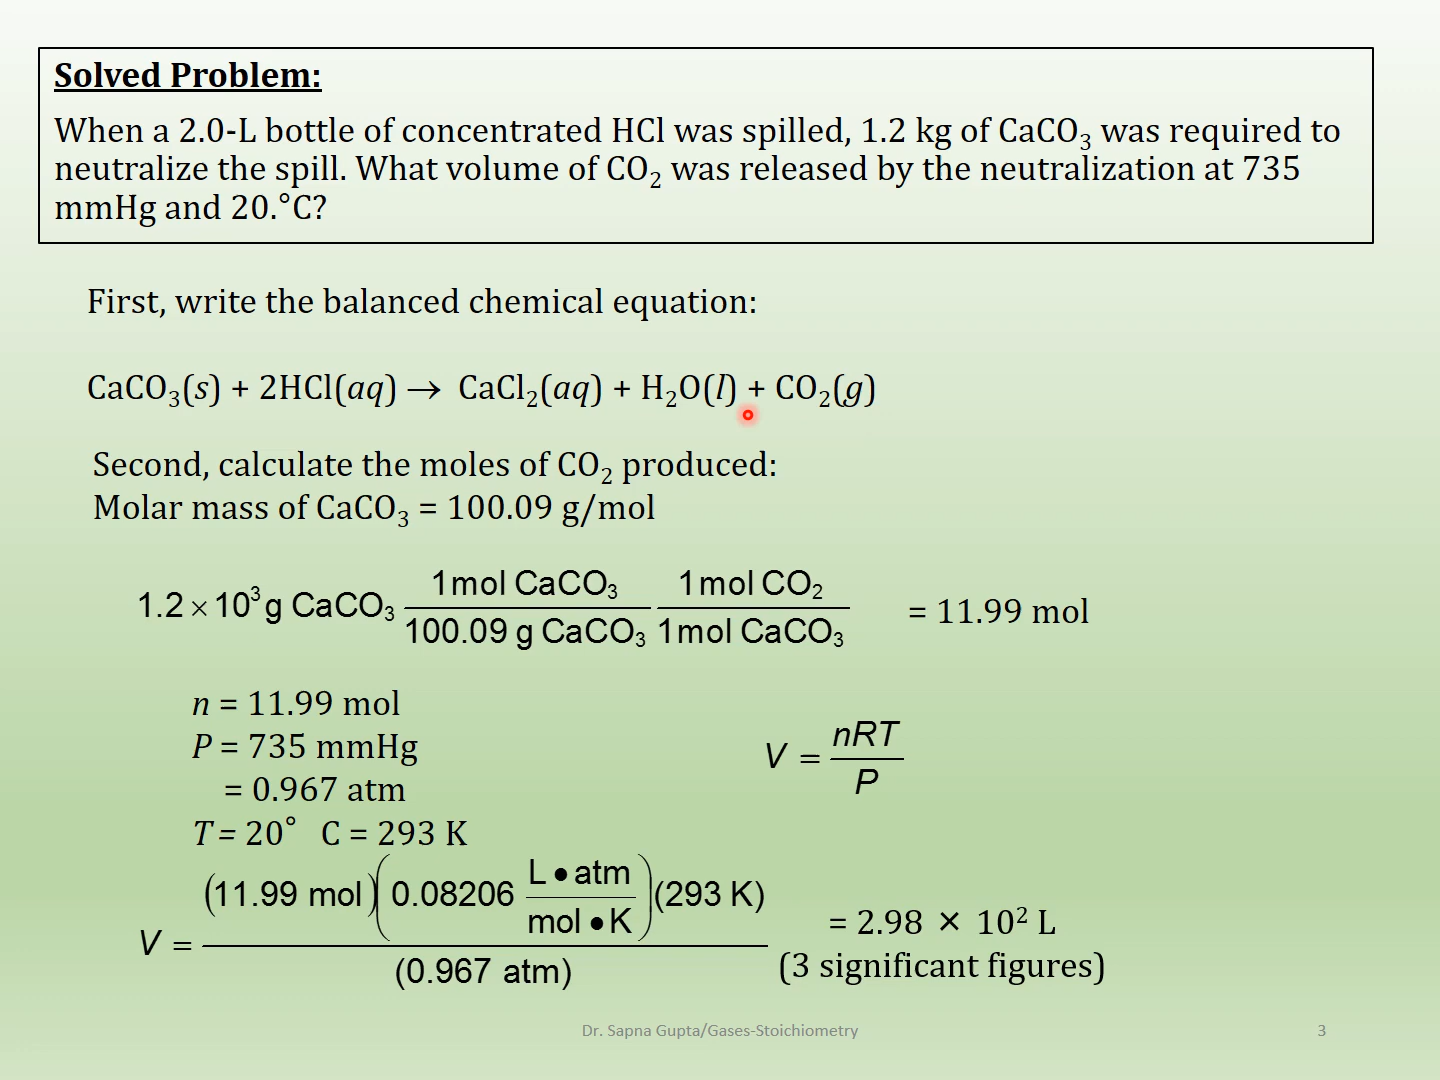 Solved Problem:
When a 2.0-L bottle of concentrated HCl was spilled, 1.2 kg of CaCO₃ was required to
neutralize the spill. What volume of CO₂ was released by the neutralization at 735
mmHg and 20.°C?
First, write the balanced chemical equation:
CaCO₃(s) + 2HCl(aq) → CaCl₂(aq) + H₂O(l) + CO₂(g)
Second, calculate the moles of CO₂ produced:
Molar mass of CaCO₃ = 100.09 g/mol
1.2 × 10³ g CaCO₃ (1 mol CaCO₃ / 100.09 g CaCO₃) (1 mol CO₂ / 1 mol CaCO₃) = 11.99 mol
n = 11.99 mol
P = 735 mmHg
= 0.967 atm
T = 20° C = 293 K
V = nRT / P
V = (11.99 mol)(0.08206 L • atm / mol • K)(293 K) / (0.967 atm) = 2.98 × 10² L
(3 significant figures)
Dr. Sapna Gupta/Gases-Stoichiometry
3